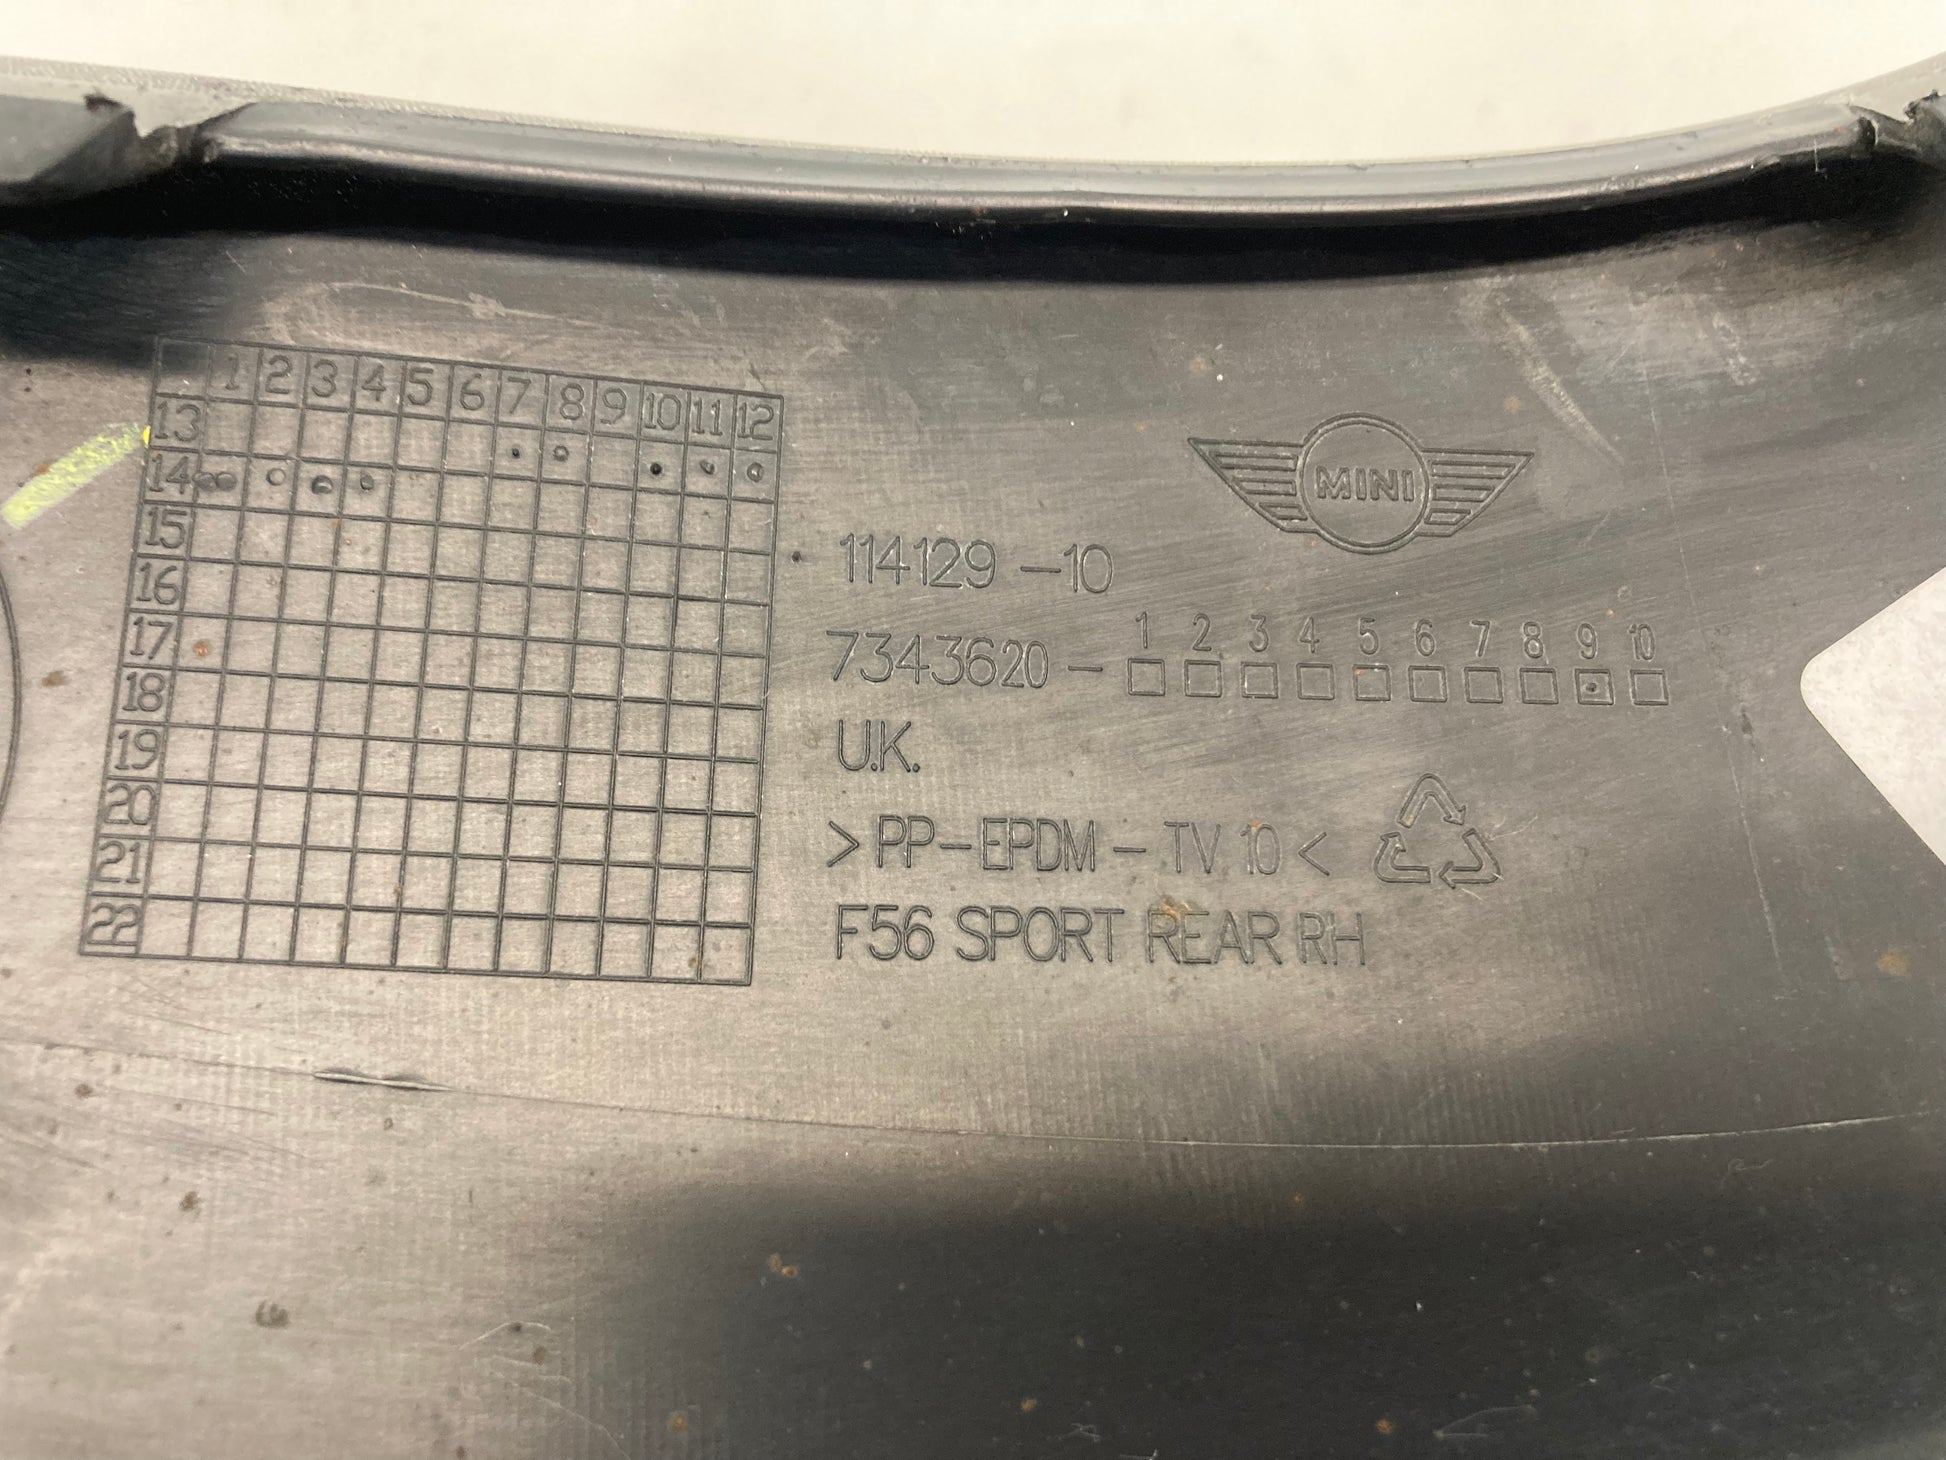 1 2 3 4 5 6 7 8 9 10 11 12
13
14
15
16
17
18
19
20
21
22
MINI
114129 -10
1 2 3 4 5 6 7 8 9 10
7343620 -
U.K.
>PP-EPDM-TV 10<
F56 SPORT REAR RH